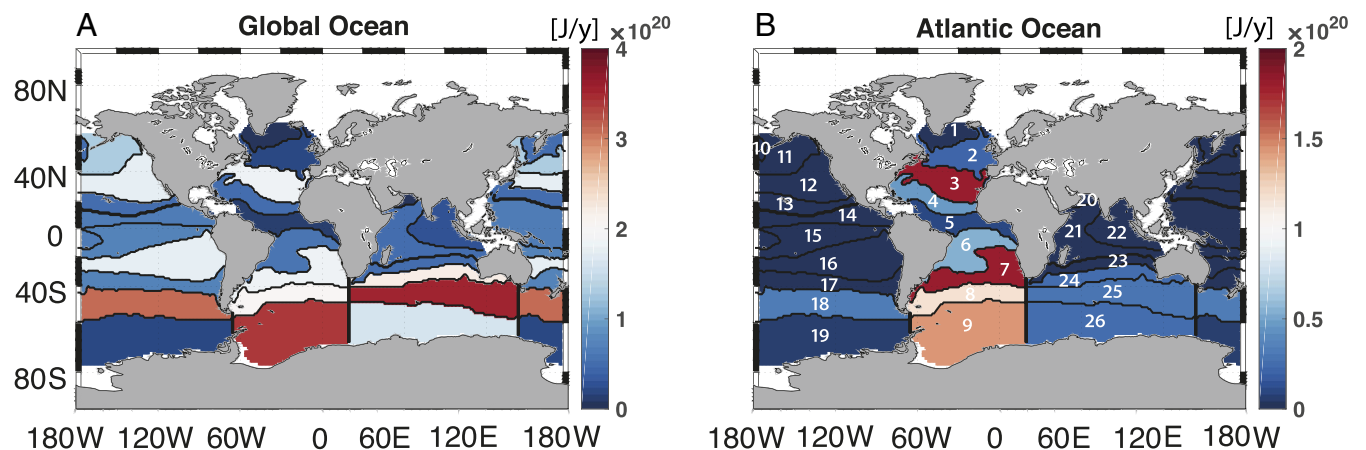 A
Global Ocean
[J/y]
×10^20
4
3
2
1
0
80N
40N
0
40S
80S
180W
120W
60W
0
60E
120E
180W
B
Atlantic Ocean
[J/y]
×10^20
2
1.5
1
0.5
0
1
2
3
4
5
6
7
8
9
10
11
12
13
14
15
16
17
18
19
20
21
22
23
24
25
26
180W
120W
60W
0
60E
120E
180W